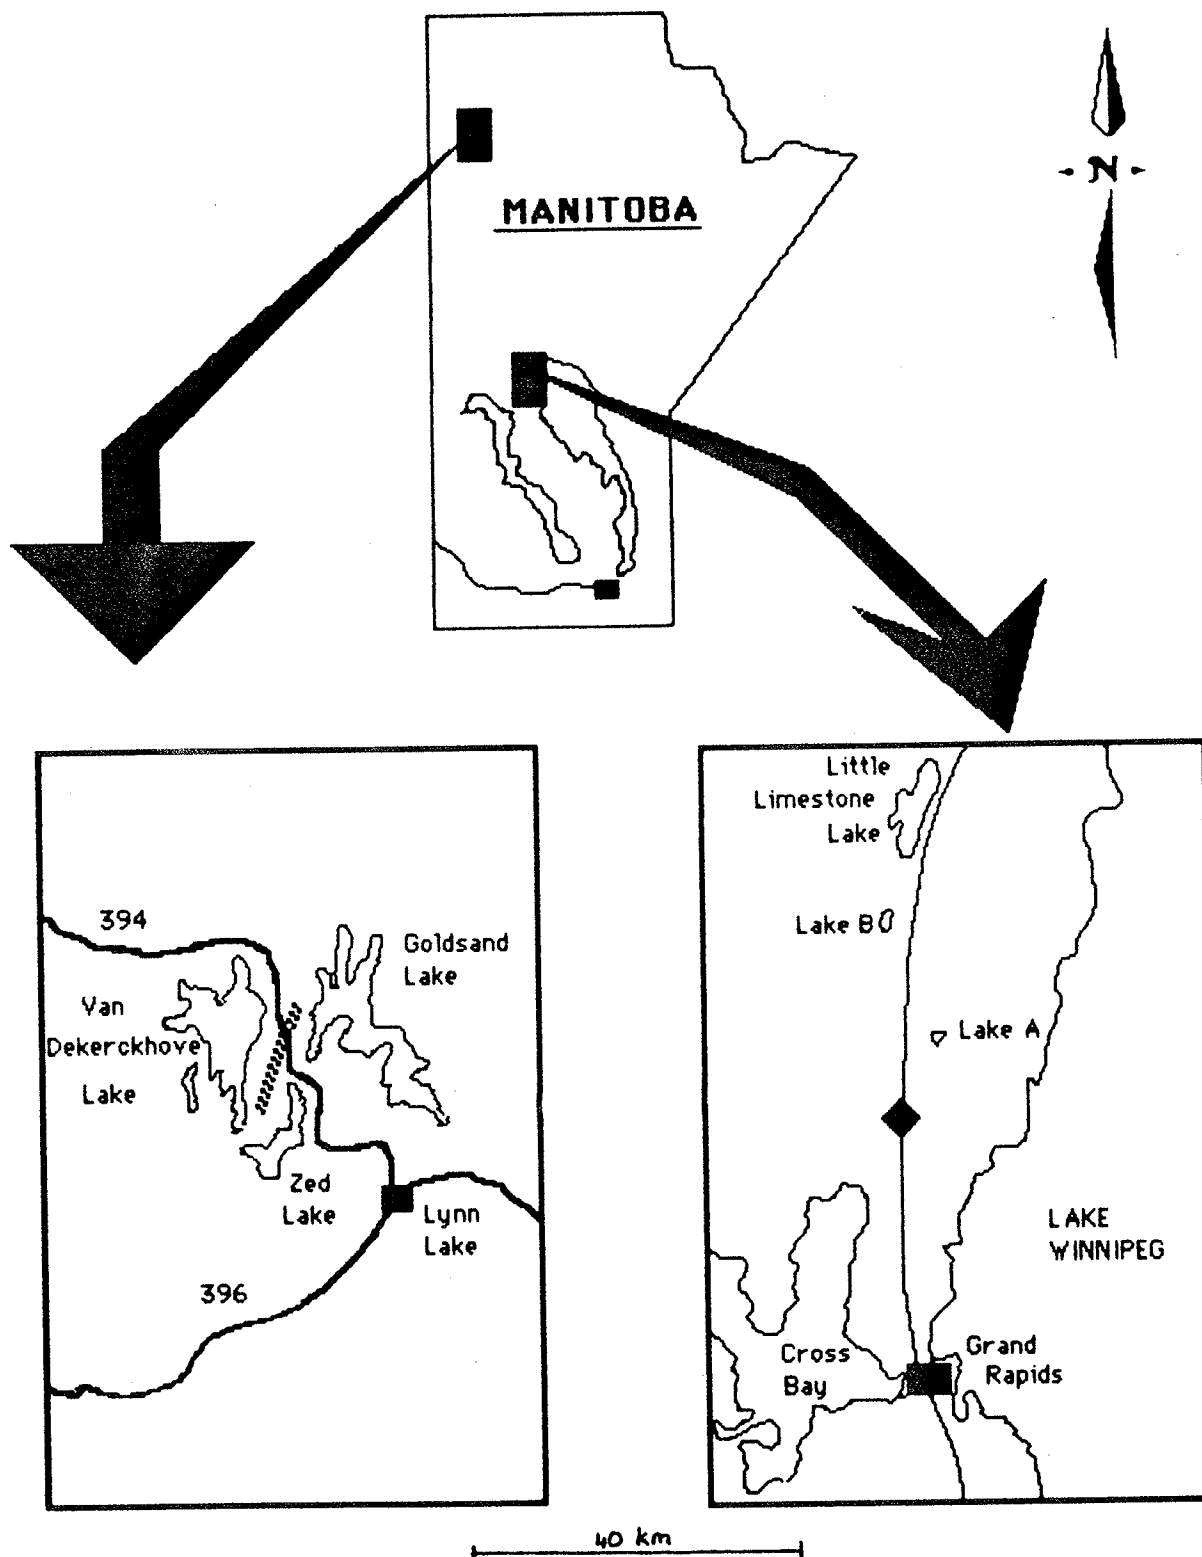 N
MANITOBA
394
Goldsand
Lake
Van
Dekerckhove
Lake
Zed
Lake
Lynn
Lake
396
Little
Limestone
Lake
Lake B
Lake A
LAKE
WINNIPEG
Cross
Bay
Grand
Rapids
40 km